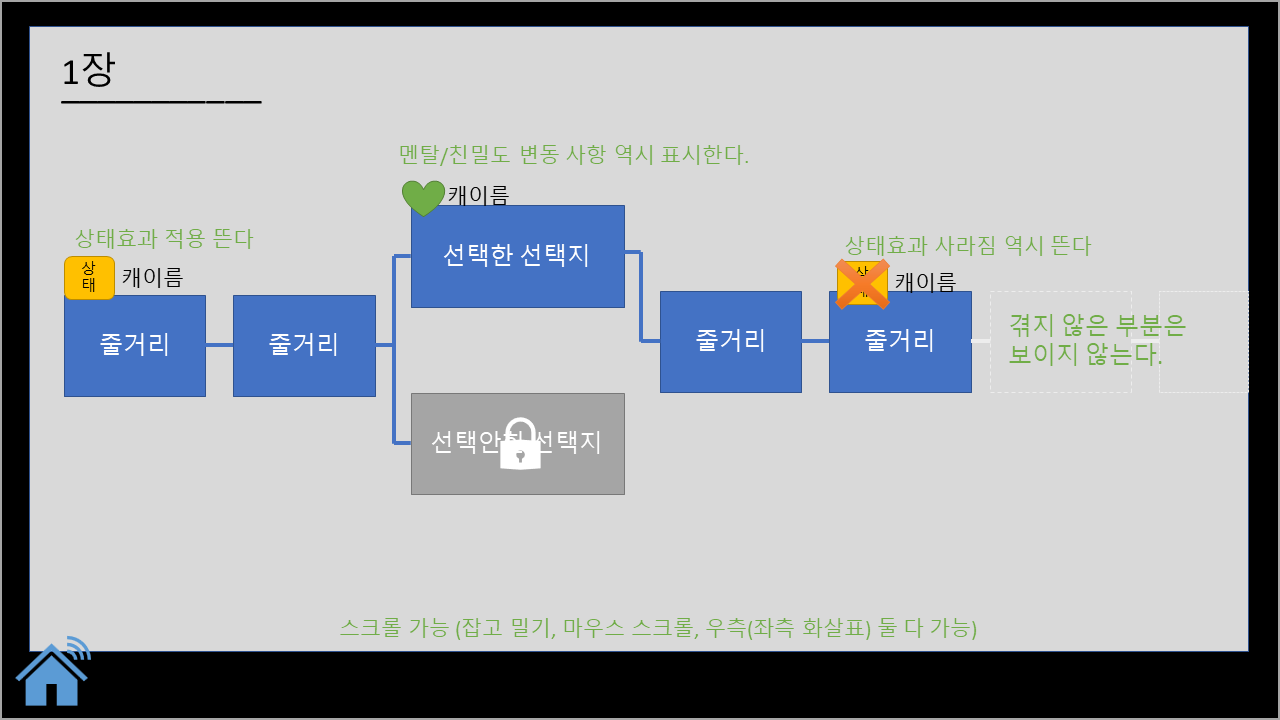 1장
멘탈/친밀도 변동 사항 역시 표시한다.
캐이름
선택한 선택지
상태효과 적용 뜬다
상
태
캐이름
줄거리
줄거리
선택안한 선택지
상태효과 사라짐 역시 뜬다
캐이름
줄거리
줄거리
겪지 않은 부분은
보이지 않는다.
스크롤 가능 (잡고 밀기, 마우스 스크롤, 우측(좌측 화살표) 둘 다 가능)